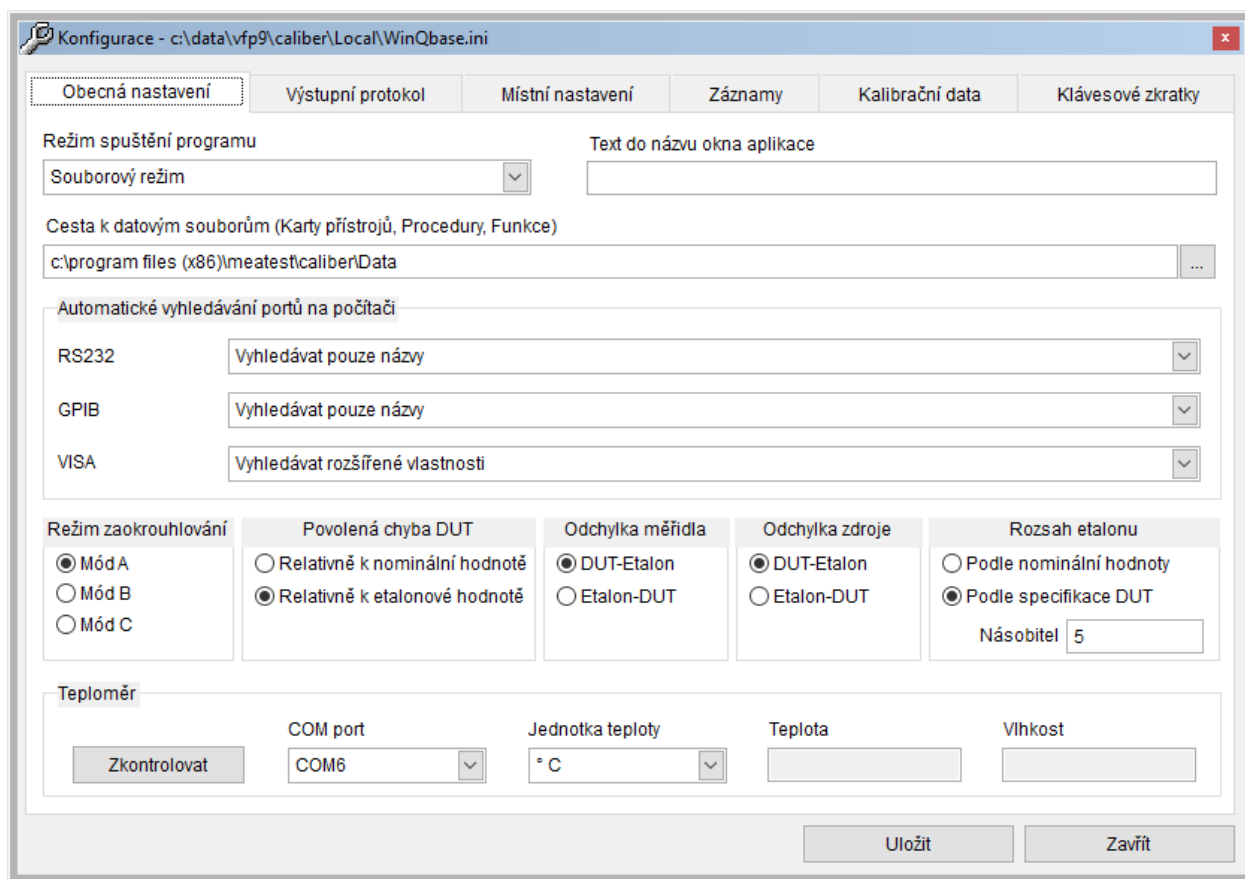 Konfigurace - c:\data\vfp9\caliber\Local\WinQbase.ini
x
Obecná nastavení Výstupní protokol Místní nastavení Záznamy Kalibrační data Klávesové zkratky
Režim spuštění programu Text do názvu okna aplikace
Souborový režim
Cesta k datovým souborům (Karty přístrojů, Procedury, Funkce)
c:\program files (x86)\meatest\caliber\Data ...
Automatické vyhledávání portů na počítači
RS232 Vyhledávat pouze názvy
GPIB Vyhledávat pouze názvy
VISA Vyhledávat rozšířené vlastnosti
Režim zaokrouhlování Povolená chyba DUT Odchylka měřidla Odchylka zdroje Rozsah etalonu
Mód A Relativně k nominální hodnotě DUT-Etalon DUT-Etalon Podle nominální hodnoty
Mód B Relativně k etalonové hodnotě Etalon-DUT Etalon-DUT Podle specifikace DUT
Mód C
Násobitel 5
Teploměr
COM port Jednotka teploty Teplota Vlhkost
Zkontrolovat COM6 ° C
Uložit Zavřít